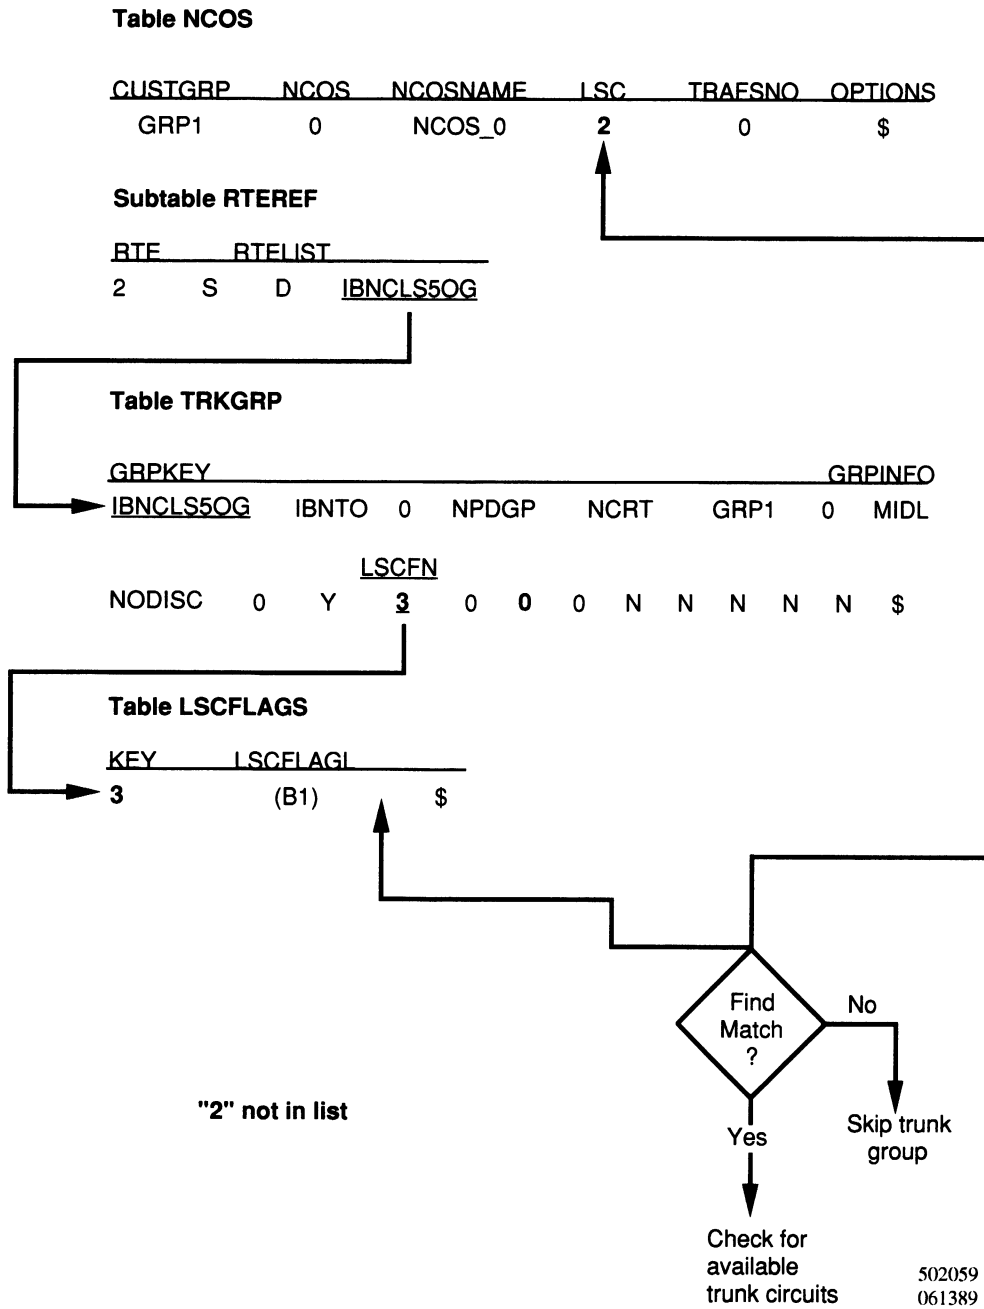 Table NCOS
CUSTGRP NCOS NCOSNAME LSC TRAFSNO OPTIONS
GRP1 0 NCOS_0 2 0 $
Subtable RTEREF
RTE RTELIST
2 S D IBNCLS5OG
Table TRKGRP
GRPKEY GRPINFO
IBNCLS5OG IBNTO 0 NPDGP NCRT GRP1 0 MIDL
LSCFN
NODISC 0 Y 3 0 0 0 N N N N N $
Table LSCFLAGS
KEY LSCFLAGL
3 (B1) $
Find
Match
?
No
"2" not in list
Yes
Skip trunk
group
Check for
available
trunk circuits
502059
061389